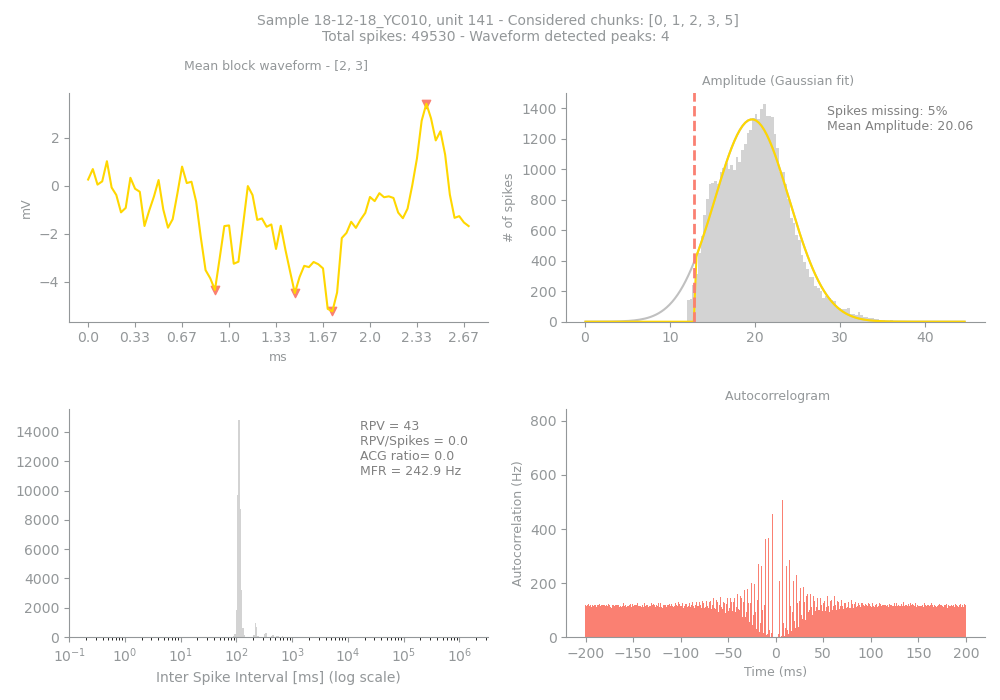 Sample 18-12-18_YC010, unit 141 - Considered chunks: [0, 1, 2, 3, 5]
Total spikes: 49530 - Waveform detected peaks: 4
Mean block waveform - [2, 3]
mV
2
0
−2
−4
0.0 0.33 0.67 1.0 1.33 1.67 2.0 2.33 2.67
ms
Amplitude (Gaussian fit)
Spikes missing: 5%
Mean Amplitude: 20.06
# of spikes
1400
1200
1000
800
600
400
200
0
0 10 20 30 40
RPV = 43
RPV/Spikes = 0.0
ACG ratio= 0.0
MFR = 242.9 Hz
14000
12000
10000
8000
6000
4000
2000
0
10⁻¹ 10⁰ 10¹ 10² 10³ 10⁴ 10⁵ 10⁶
Inter Spike Interval [ms] (log scale)
Autocorrelogram
Autocorrelation (Hz)
800
600
400
200
0
−200 −150 −100 −50 0 50 100 150 200
Time (ms)